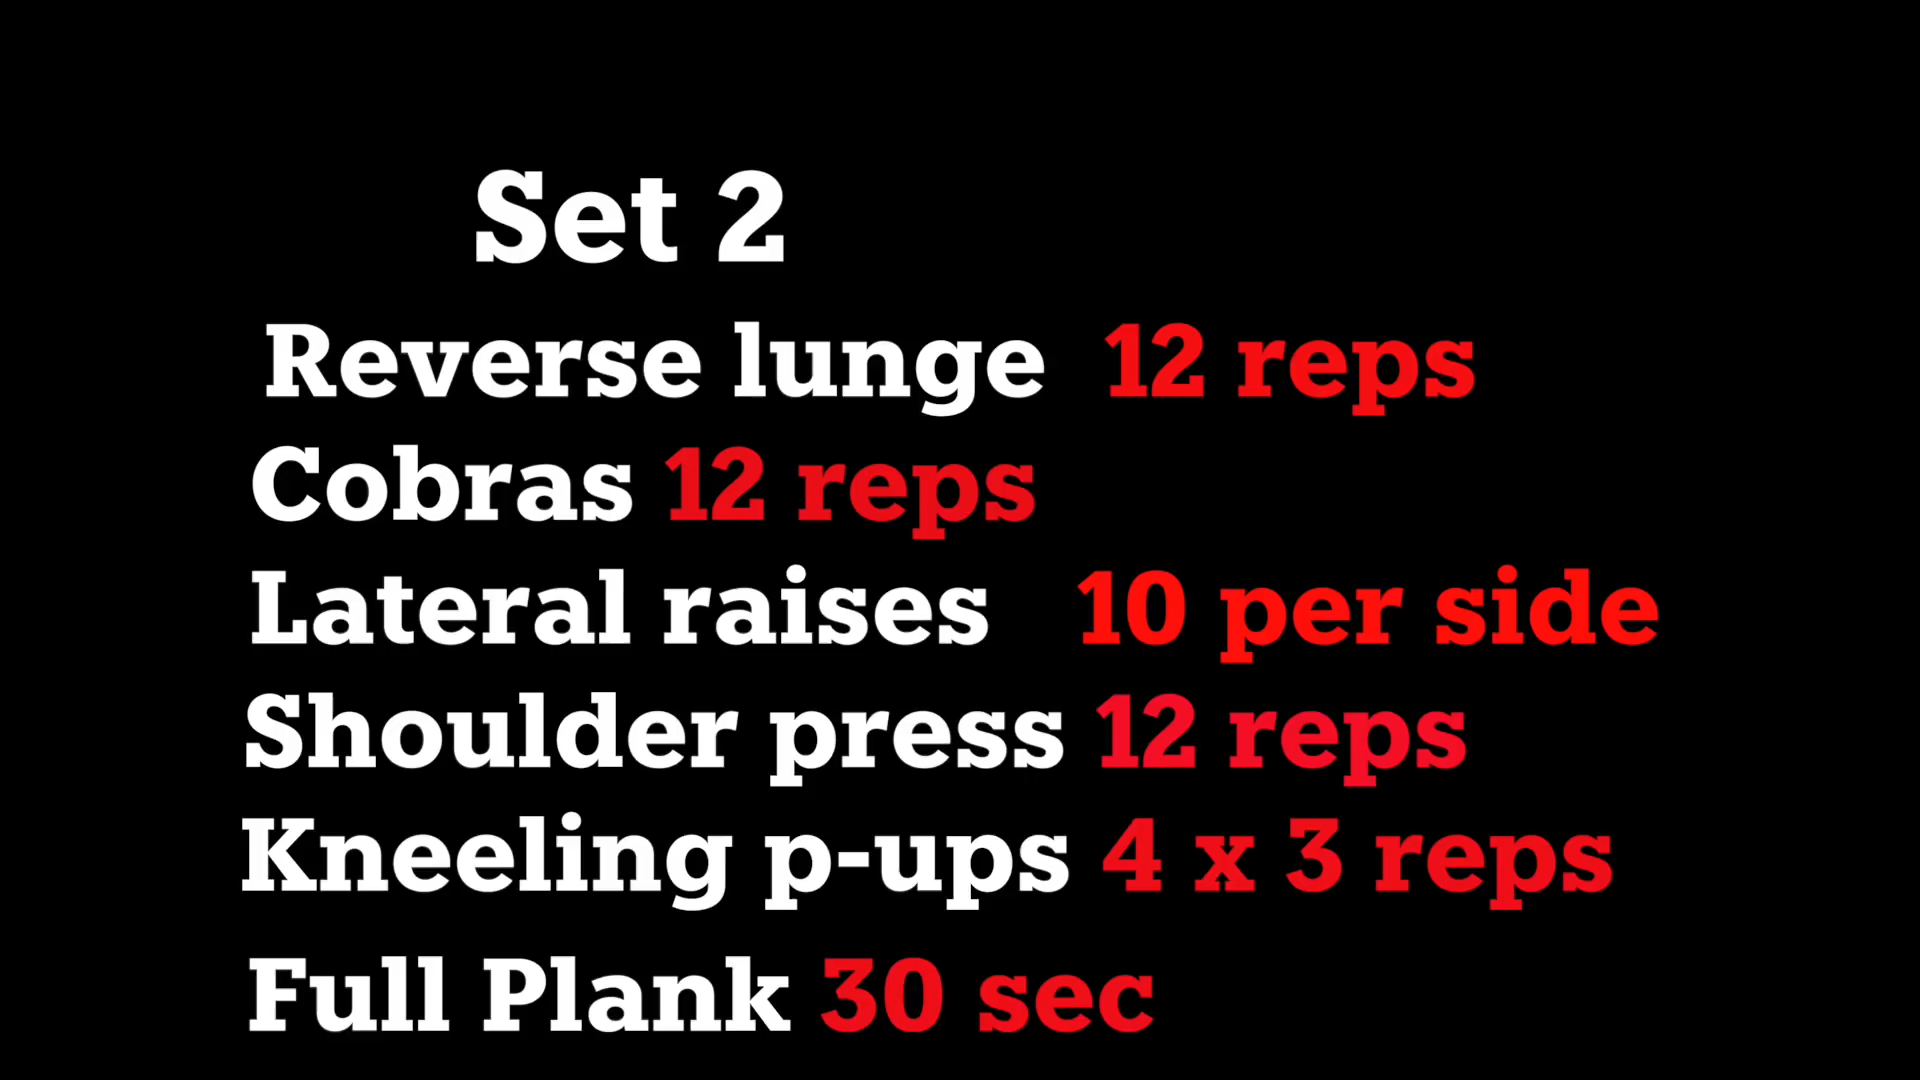 Set 2
Reverse lunge 12 reps
Cobras 12 reps
Lateral raises 10 per side
Shoulder press 12 reps
Kneeling p-ups 4 x 3 reps
Full Plank 30 sec